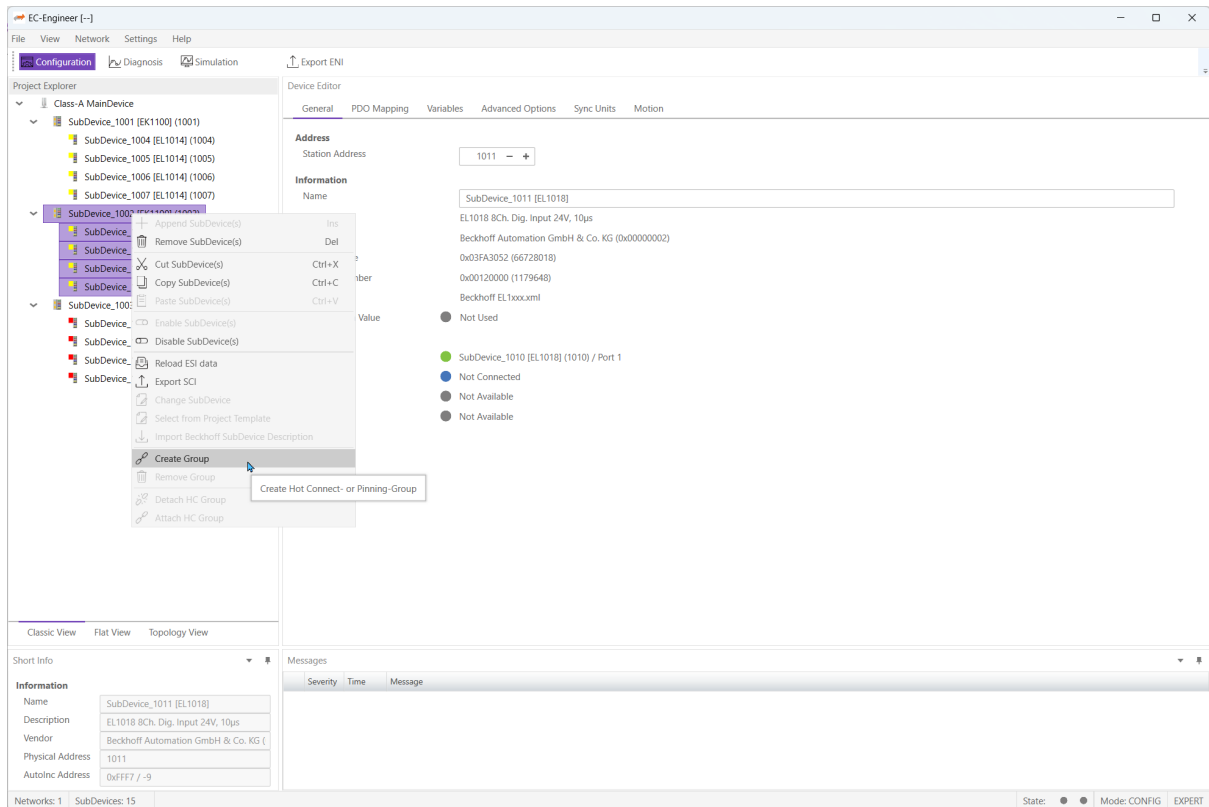 EC-Engineer [--]
File View Network Settings Help
Configuration Diagnosis Simulation Export ENI
Project Explorer
Class-A MainDevice
SubDevice_1001 [EK1100] (1001)
SubDevice_1004 [EL1014] (1004)
SubDevice_1005 [EL1014] (1005)
SubDevice_1006 [EL1014] (1006)
SubDevice_1007 [EL1014] (1007)
SubDevice_1002 [EK1100] (1002)
SubDevice_
SubDevice_
SubDevice_
SubDevice_
SubDevice_1003
SubDevice_
SubDevice_
SubDevice_
SubDevice_
Append SubDevice(s) Ins
Remove SubDevice(s) Del
Cut SubDevice(s) Ctrl+X
Copy SubDevice(s) Ctrl+C
Paste SubDevice(s) Ctrl+V
Enable SubDevice(s)
Disable SubDevice(s)
Reload ESI data
Export SCI
Change SubDevice
Select from Project Template
Import Beckhoff SubDevice Description
Create Group
Remove Group
Detach HC Group
Attach HC Group
Create Hot Connect- or Pinning-Group
Classic View Flat View Topology View
Device Editor
General PDO Mapping Variables Advanced Options Sync Units Motion
Address
Station Address 1011 − +
Information
Name SubDevice_1011 [EL1018]
EL1018 8Ch. Dig. Input 24V, 10µs
Beckhoff Automation GmbH & Co. KG (0x00000002)
0x03FA3052 (66728018)
0x00120000 (1179648)
Beckhoff EL1xxx.xml
Value Not Used
SubDevice_1010 [EL1018] (1010) / Port 1
Not Connected
Not Available
Not Available
Short Info
Information
Name SubDevice_1011 [EL1018]
Description EL1018 8Ch. Dig. Input 24V, 10µs
Vendor Beckhoff Automation GmbH & Co. KG (
Physical Address 1011
AutoInc Address 0xFFF7 / -9
Messages
Severity Time Message
Networks: 1 SubDevices: 15 State: Mode: CONFIG EXPERT